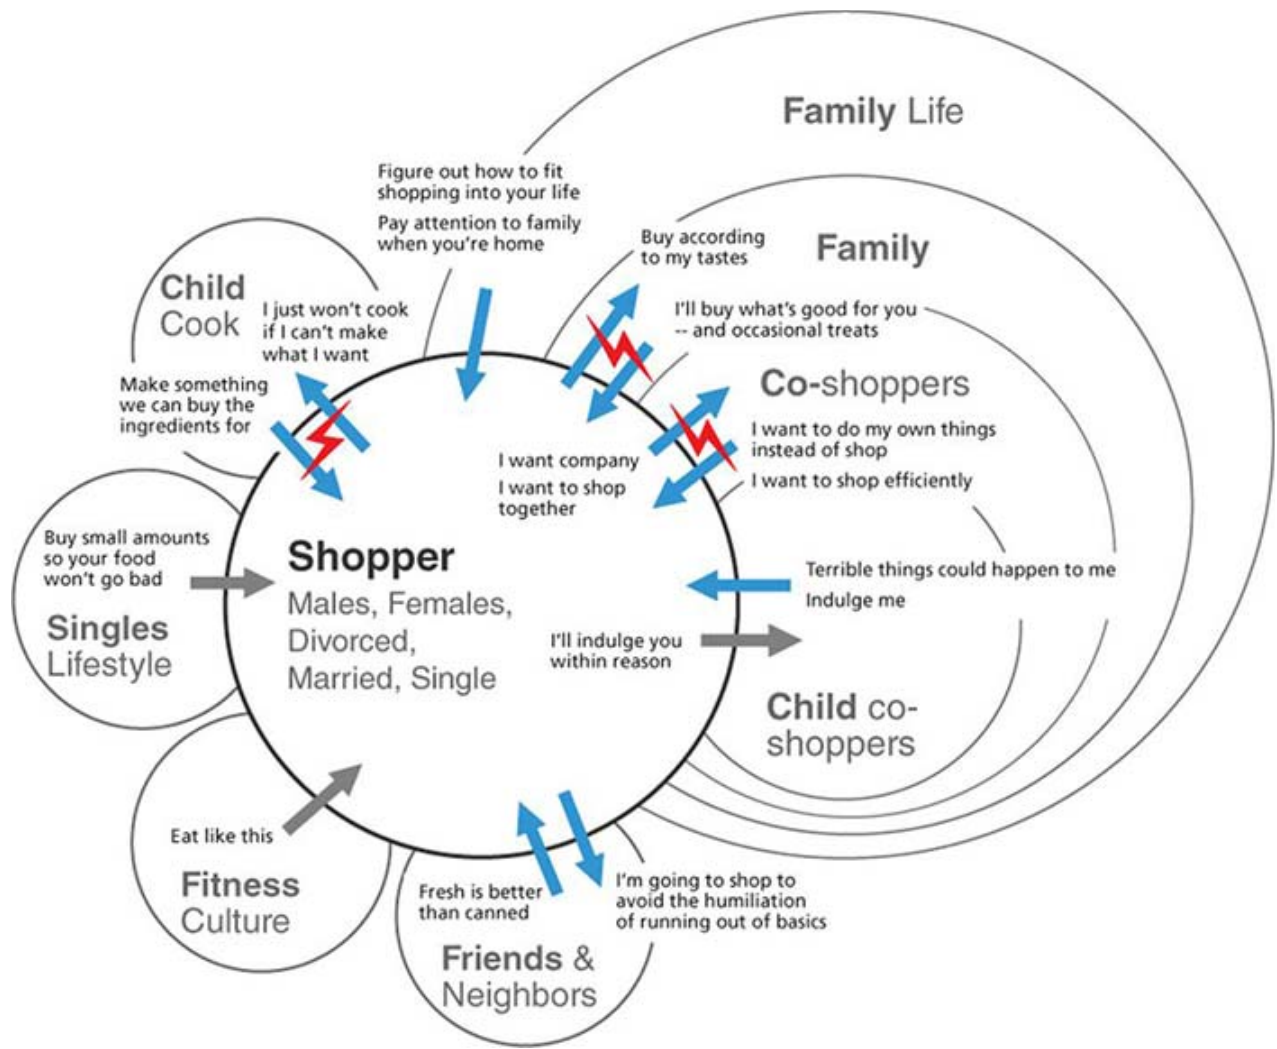 Family Life
Figure out how to fit
shopping into your life
Pay attention to family
when you're home
Buy according
to my tastes
Family
Child
Cook
I just won't cook
if I can't make
what I want
I'll buy what's good for you
-- and occasional treats
Make something
we can buy the
ingredients for
Co-shoppers
I want to do my own things
instead of shop
I want to shop efficiently
I want company
I want to shop
together
Buy small amounts
so your food
won't go bad
Singles
Lifestyle
Shopper
Males, Females,
Divorced,
Married, Single
Terrible things could happen to me
Indulge me
I'll indulge you
within reason
Child co-
shoppers
Eat like this
Fitness
Culture
Fresh is better
than canned
I'm going to shop to
avoid the humiliation
of running out of basics
Friends &
Neighbors